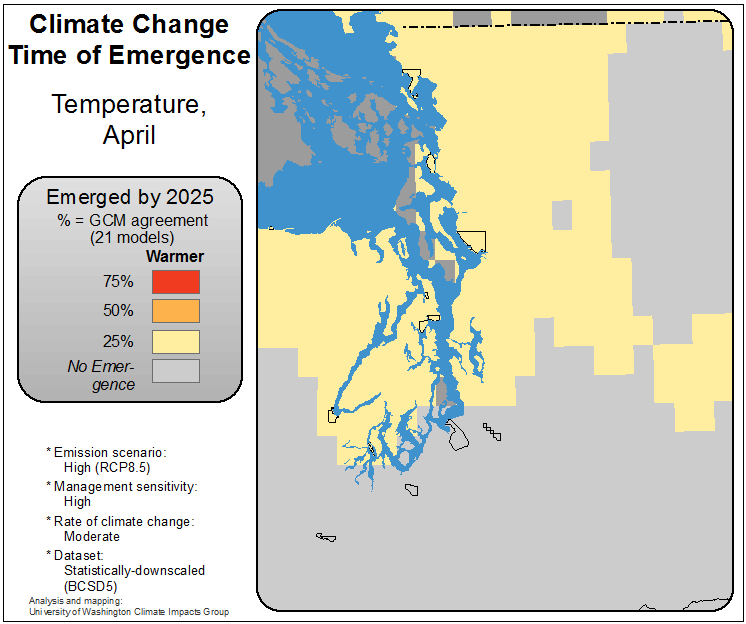 Climate Change
Time of Emergence
Temperature,
April
Emerged by 2025
% = GCM agreement
(21 models)
Warmer
75%
50%
25%
No Emer-
gence
* Emission scenario:
High (RCP8.5)
* Management sensitivity:
High
* Rate of climate change:
Moderate
* Dataset:
Statistically-downscaled
(BCSD5)
Analysis and mapping:
University of Washington Climate Impacts Group